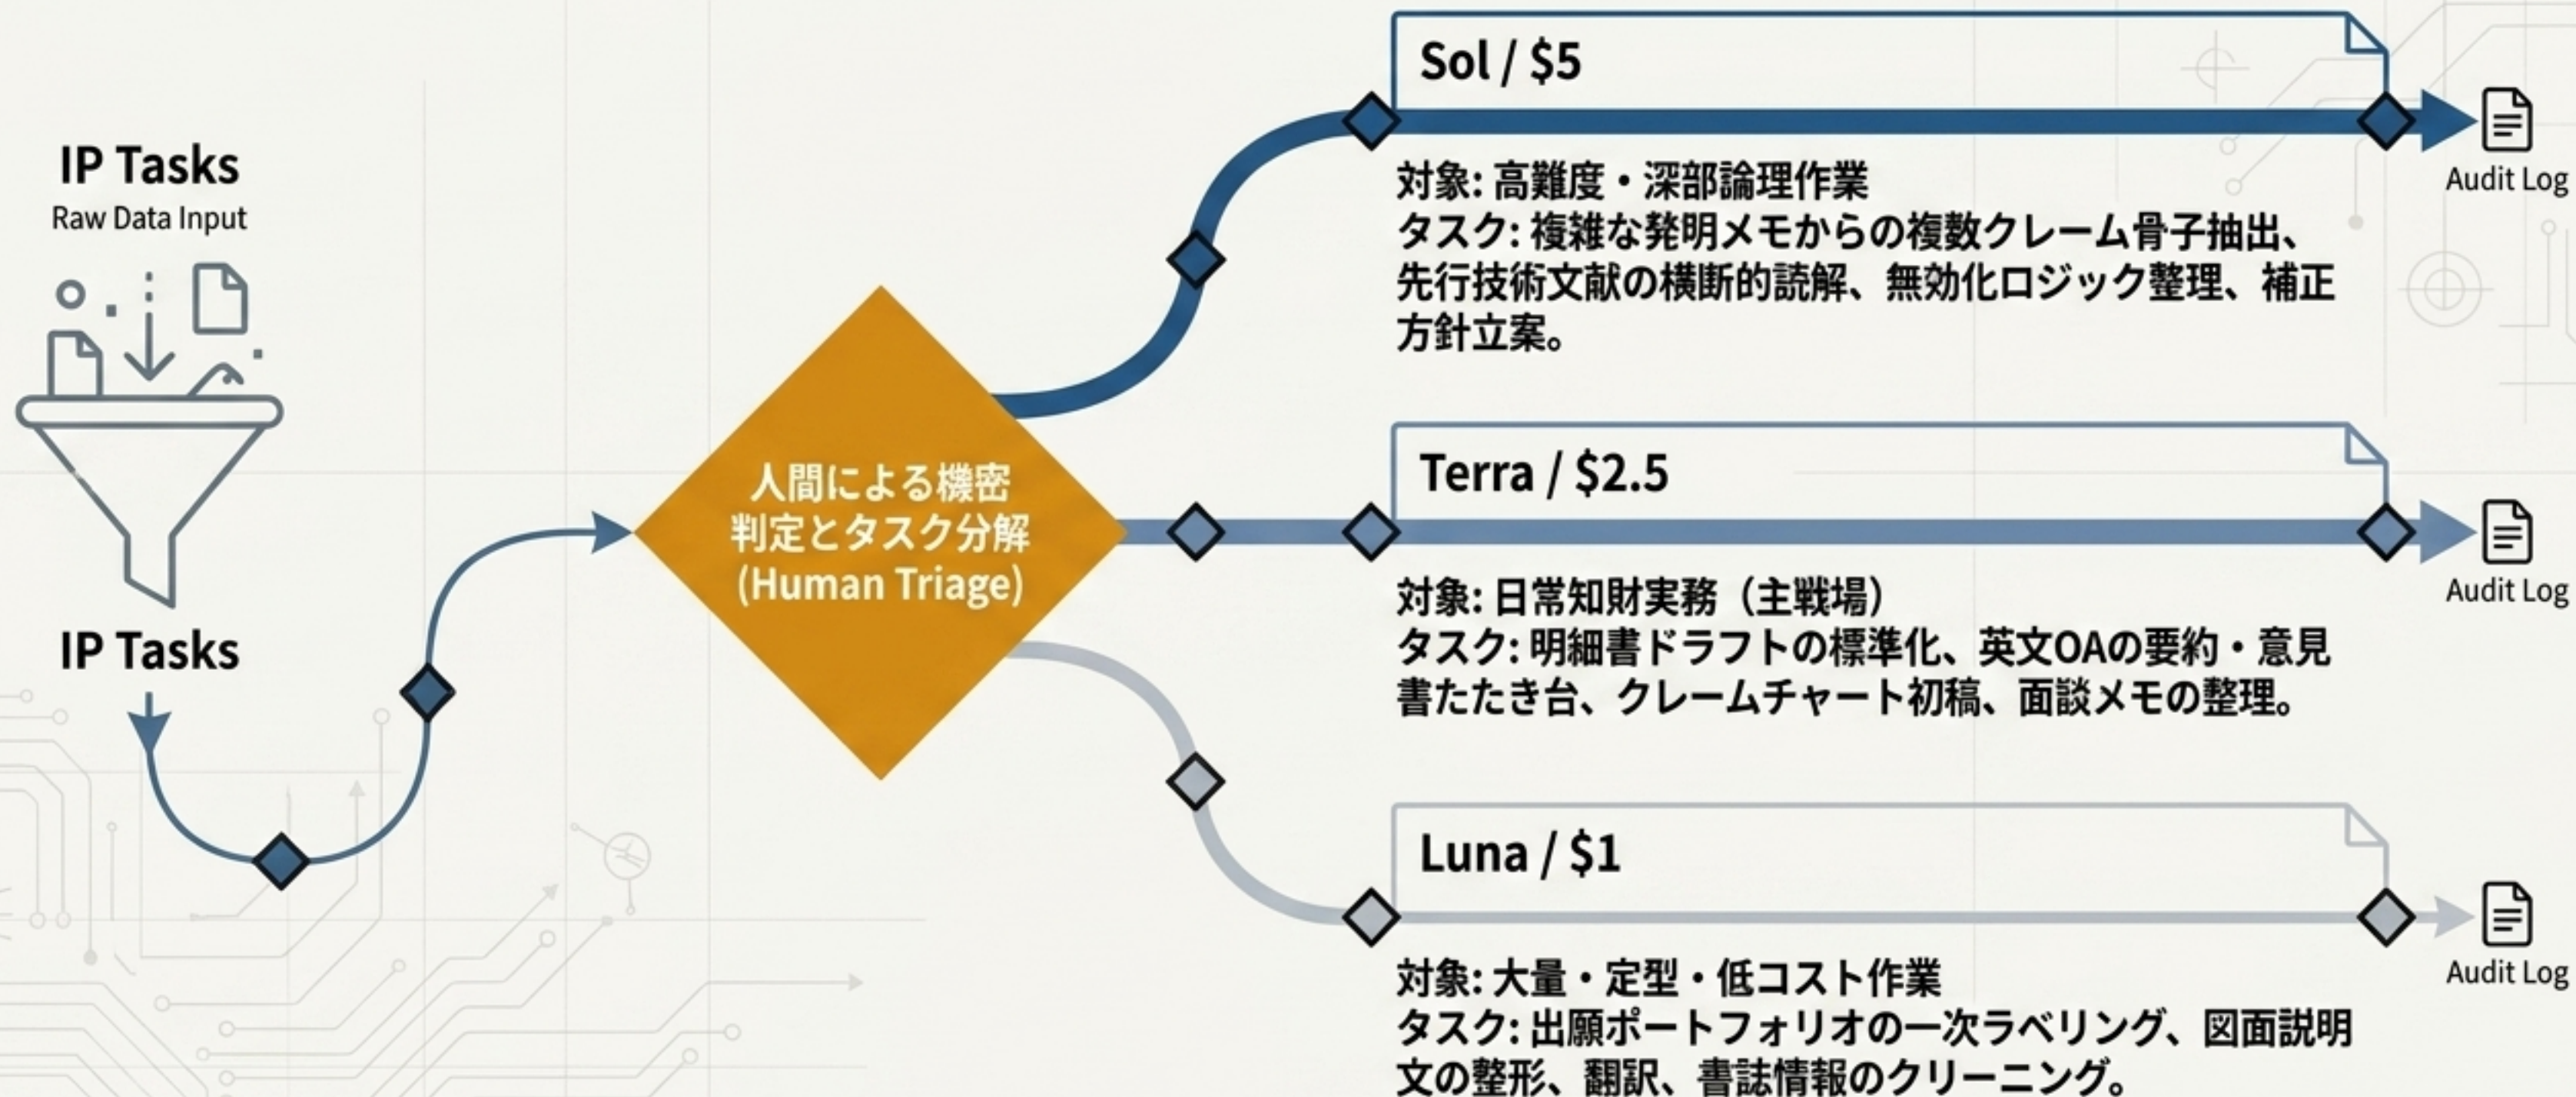 IP Tasks
Raw Data Input
IP Tasks
人間による機密
判定とタスク分解
(Human Triage)
Sol / $5
対象: 高難度・深部論理作業
タスク: 複雑な発明メモからの複数クレーム骨子抽出、
先行技術文献の横断的読解、無効化ロジック整理、補正
方針立案。
Audit Log
Terra / $2.5
対象: 日常知財実務（主戦場）
タスク: 明細書ドラフトの標準化、英文OAの要約・意見
書たたき台、クレームチャート初稿、面談メモの整理。
Audit Log
Luna / $1
対象: 大量・定型・低コスト作業
タスク: 出願ポートフォリオの一次ラベリング、図面説明
文の整形、翻訳、書誌情報のクリーニング。
Audit Log